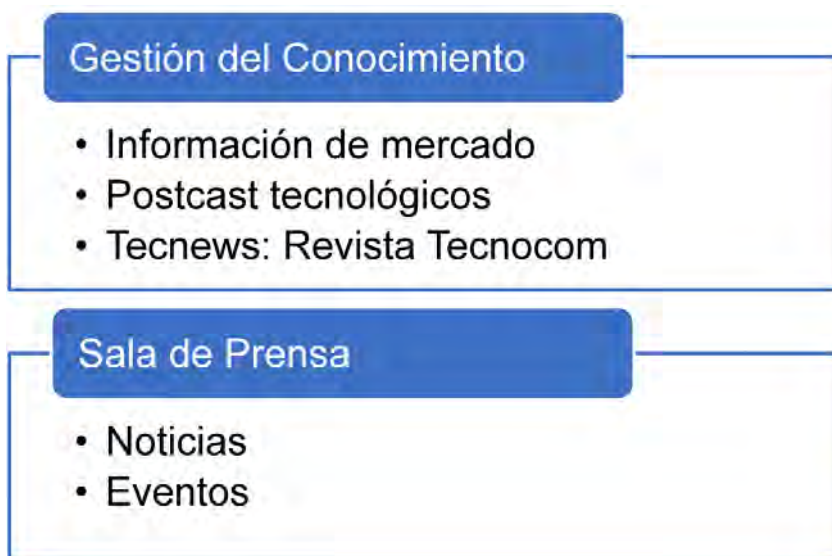 Gestión del Conocimiento
• Información de mercado
• Postcast tecnológicos
• Tecnews: Revista Tecnocom
Sala de Prensa
• Noticias
• Eventos